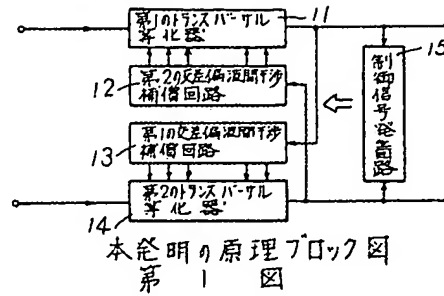 第1のトランスバーサル
等化器
11
第2の交差偏波間干渉
補償回路
12
15
制御信号発生回路
第1の交差偏波間干渉
補償回路
13
第2のトランスバーサル
等化器
14
本発明の原理ブロック図
第 1 図